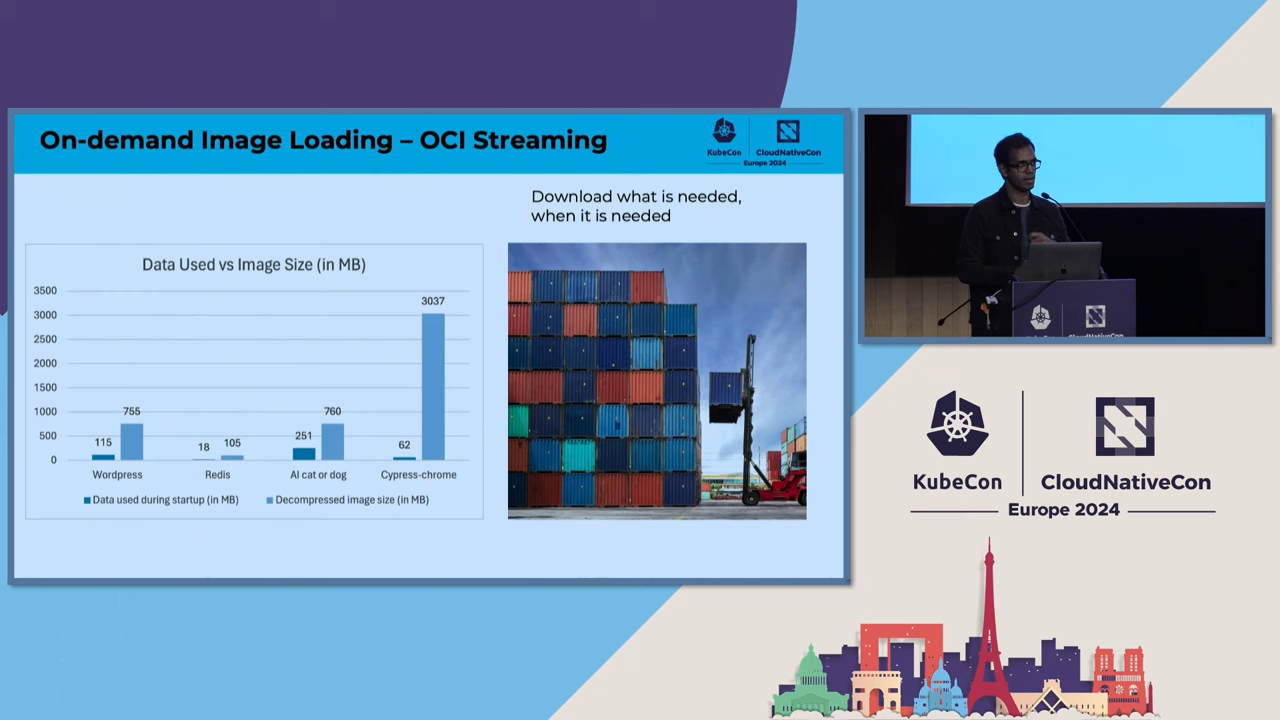 On-demand Image Loading – OCI Streaming
KubeCon
CloudNativeCon
Europe 2024
Download what is needed,
when it is needed
Data Used vs Image Size (in MB)
3500
3000
2500
2000
1500
1000
500
0
115
755
18
105
251
760
62
3037
Wordpress
Redis
AI cat or dog
Cypress-chrome
Data used during startup (in MB)
Decompressed image size (in MB)
KubeCon
CloudNativeCon
KubeCon
CloudNativeCon
Europe 2024